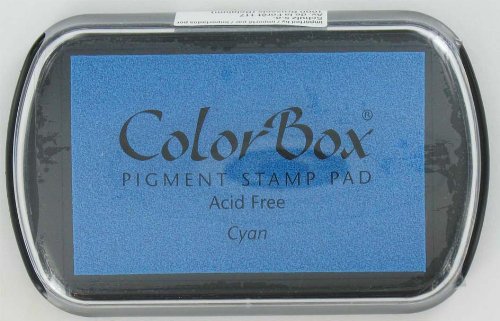 ColorBox®
PIGMENT STAMP PAD
Acid Free
Cyan